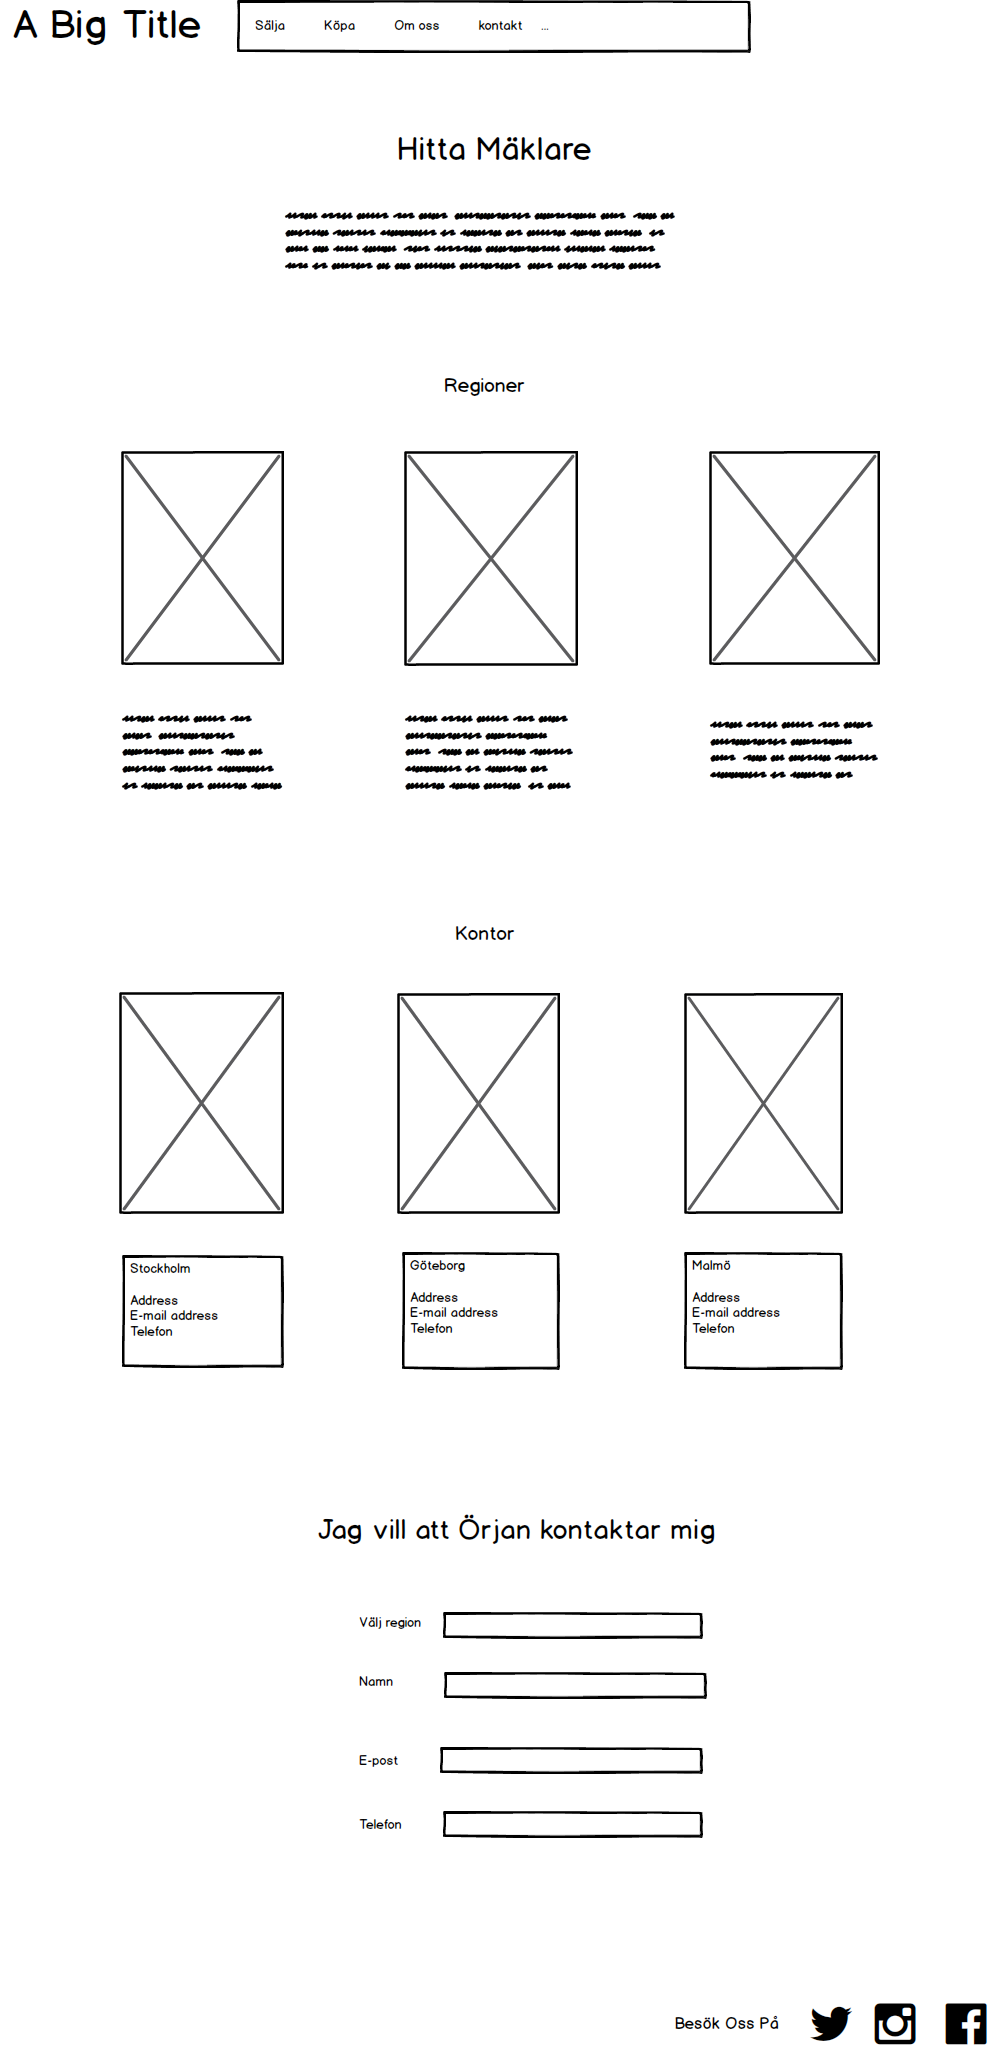 A Big Title
Sälja Köpa Om oss kontakt ...
Hitta Mäklare
Regioner
Kontor
Stockholm
Address
E-mail address
Telefon
Göteborg
Address
E-mail address
Telefon
Malmö
Address
E-mail address
Telefon
Jag vill att Örjan kontaktar mig
Välj region
Namn
E-post
Telefon
Besök Oss På